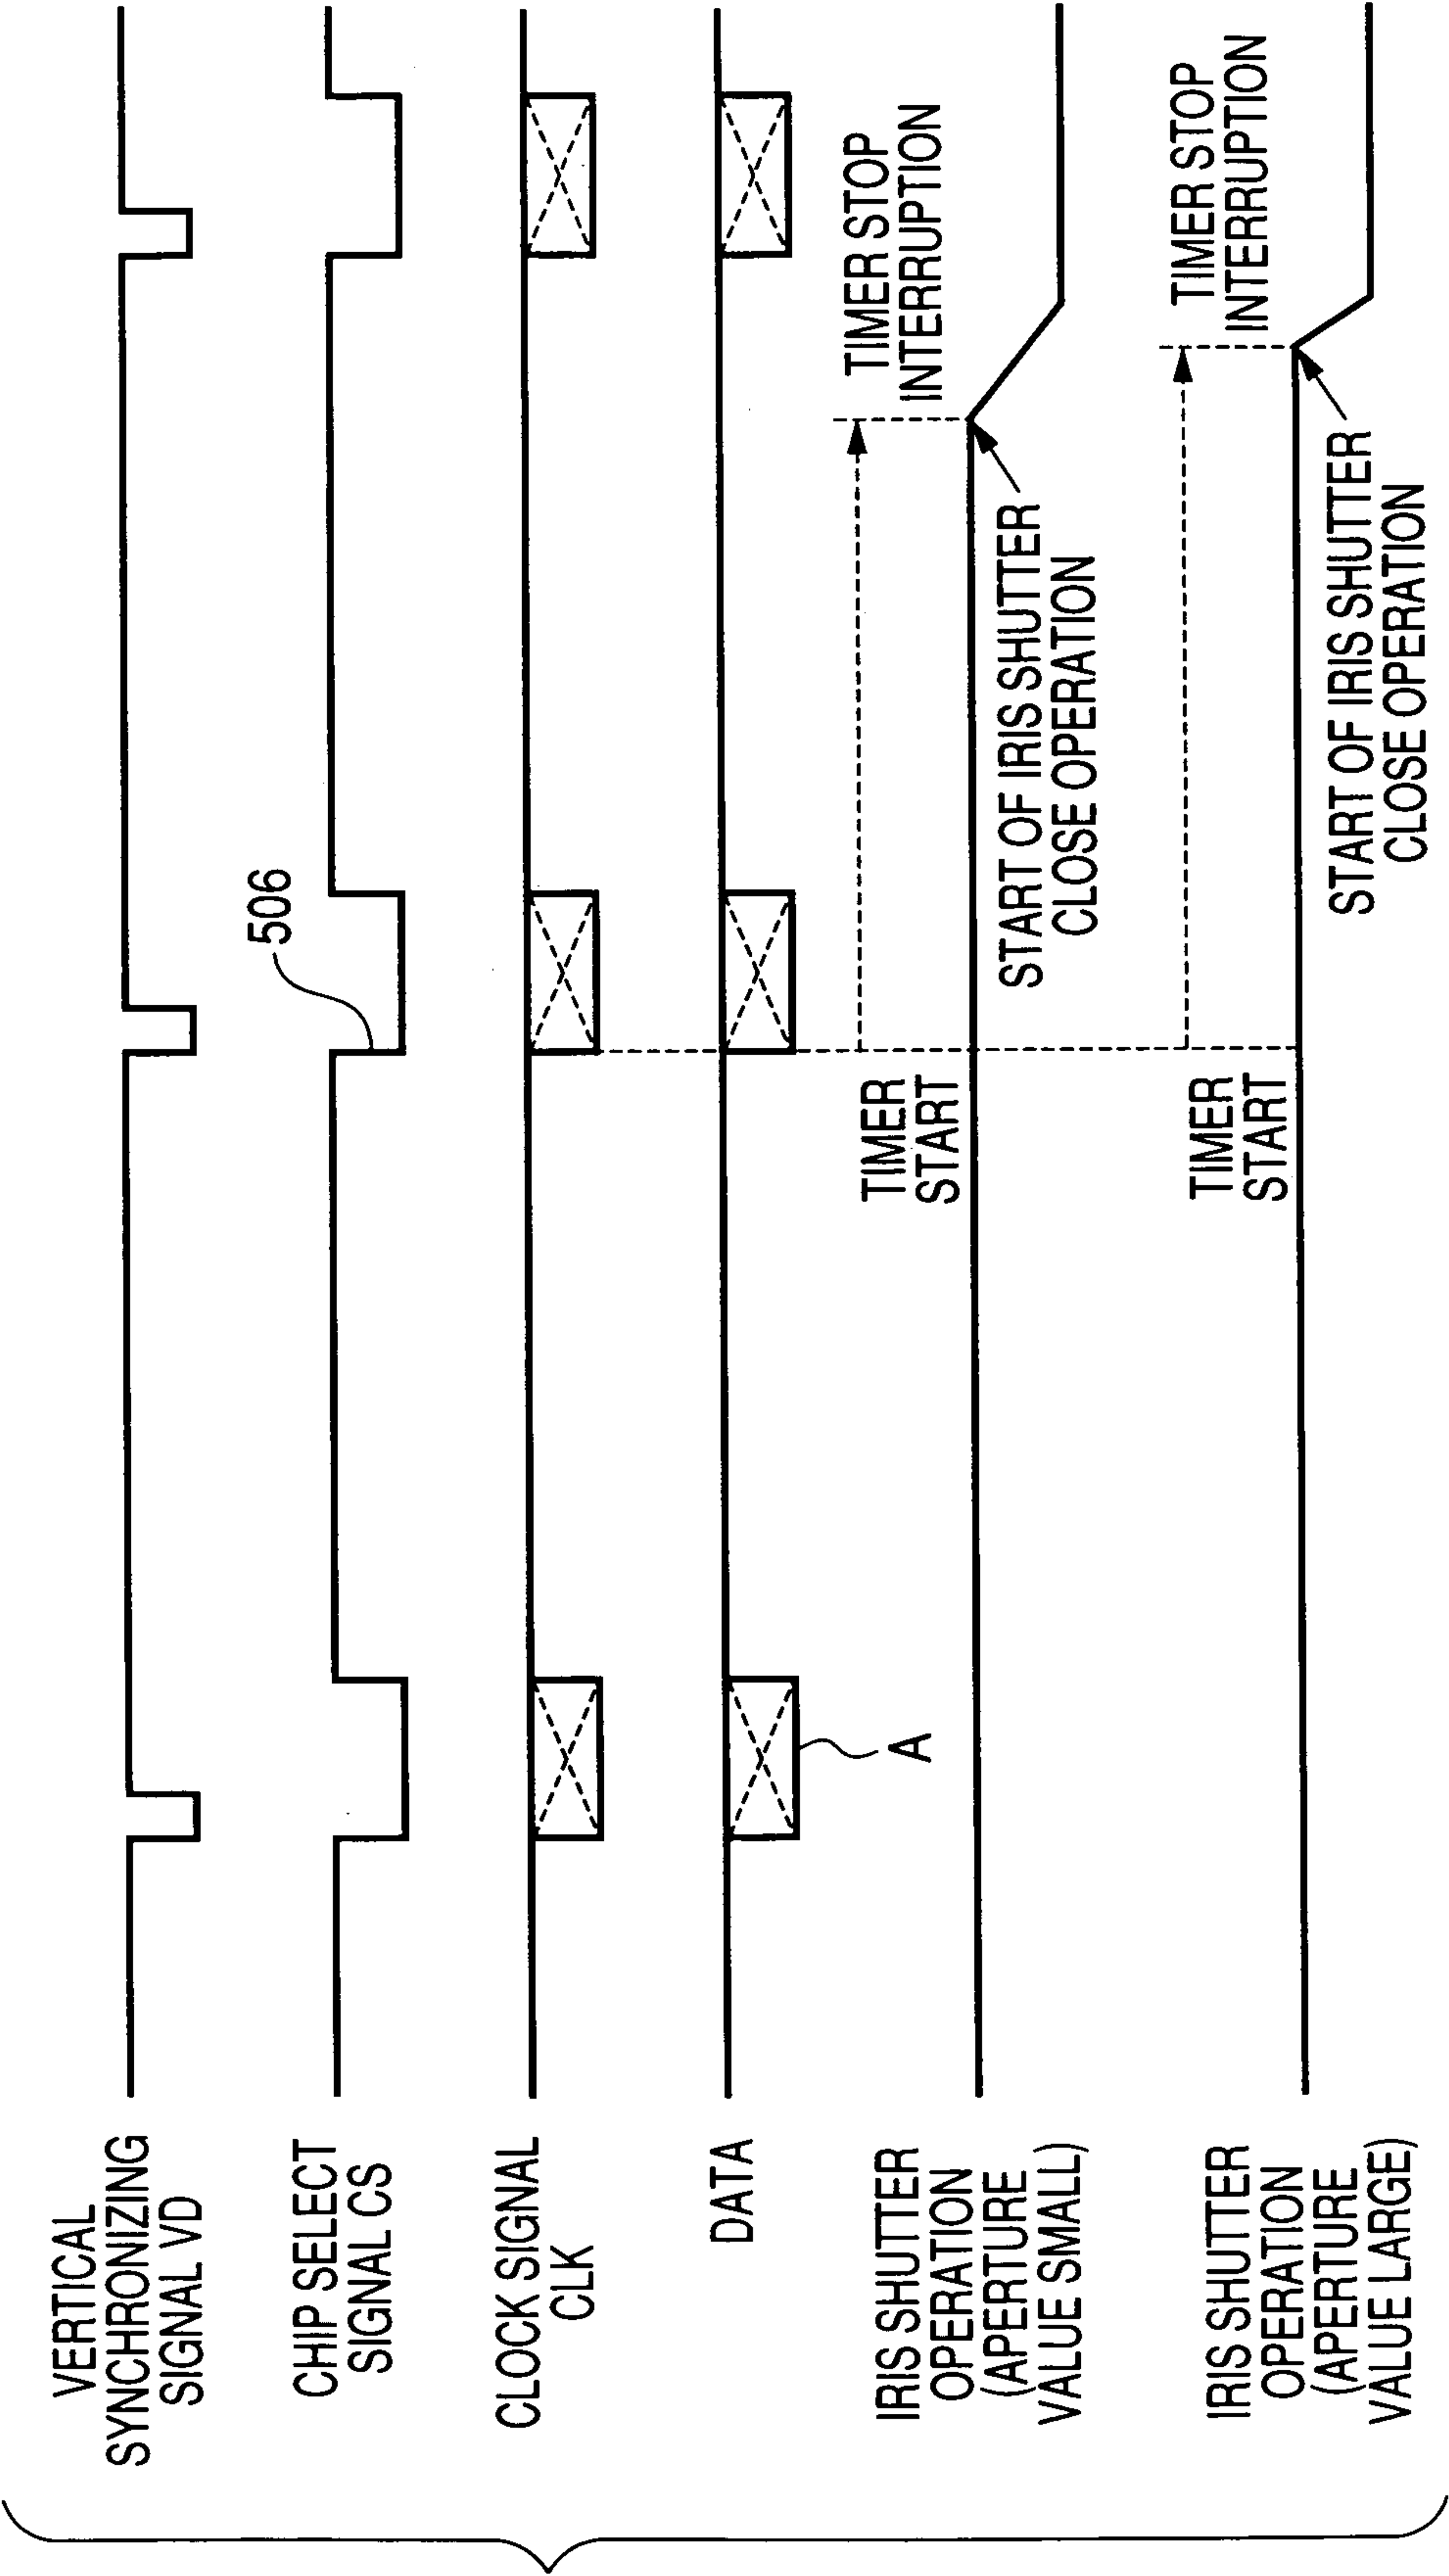 VERTICAL
SYNCHRONIZING
SIGNAL VD
CHIP SELECT
SIGNAL CS
506
CLOCK SIGNAL
CLK
DATA
A
IRIS SHUTTER
OPERATION
(APERTURE
VALUE SMALL)
TIMER
START
TIMER STOP
INTERRUPTION
START OF IRIS SHUTTER
CLOSE OPERATION
IRIS SHUTTER
OPERATION
(APERTURE
VALUE LARGE)
TIMER
START
TIMER STOP
INTERRUPTION
START OF IRIS SHUTTER
CLOSE OPERATION